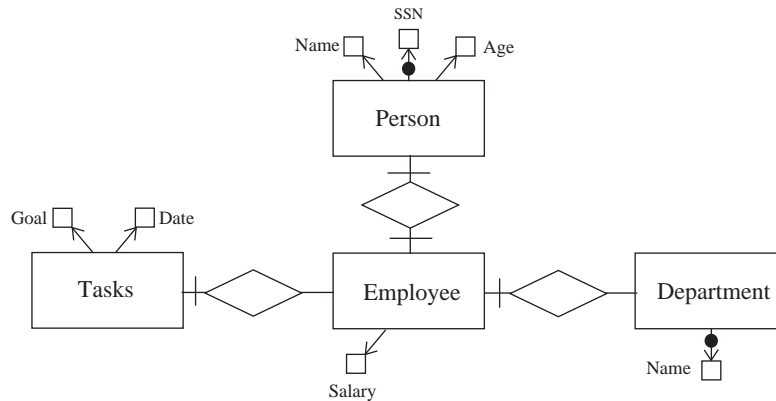 SSN
Name
Age
Person
Goal
Date
Tasks
Employee
Department
Salary
Name